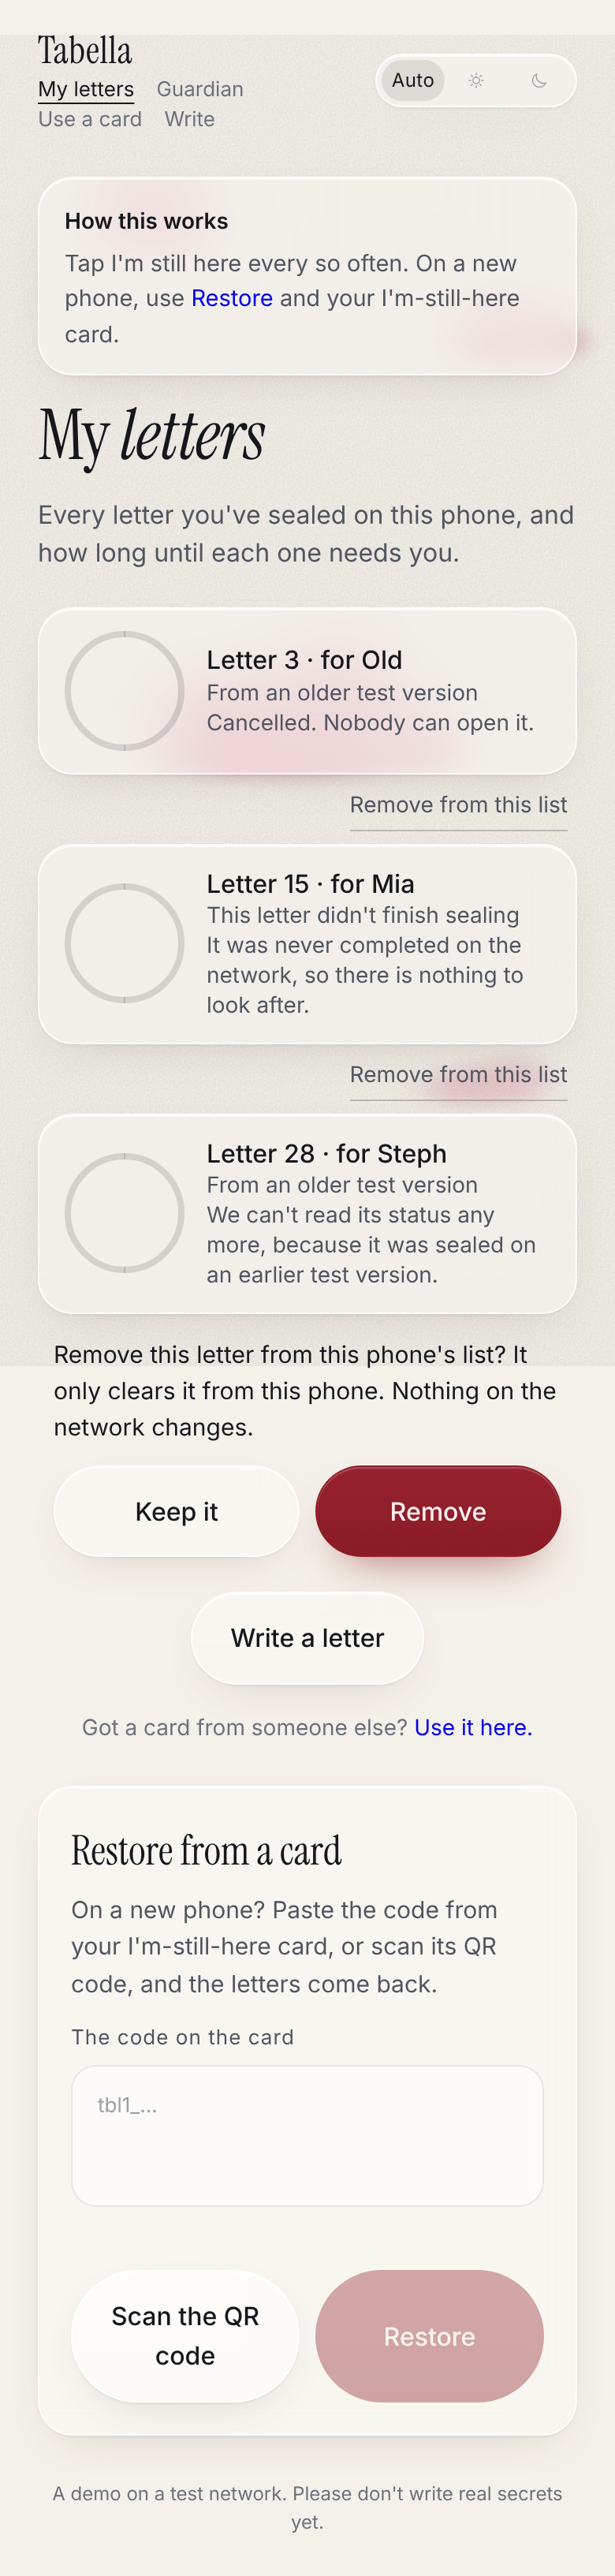 Tabella
My letters Guardian
Use a card Write
Auto
How this works
Tap I'm still here every so often. On a new
phone, use Restore and your I'm-still-here
card.
My letters
Every letter you've sealed on this phone, and
how long until each one needs you.
Letter 3 · for Old
From an older test version
Cancelled. Nobody can open it.
Remove from this list
Letter 15 · for Mia
This letter didn't finish sealing
It was never completed on the
network, so there is nothing to
look after.
Remove from this list
Letter 28 · for Steph
From an older test version
We can't read its status any
more, because it was sealed on
an earlier test version.
Remove this letter from this phone's list? It
only clears it from this phone. Nothing on the
network changes.
Keep it Remove
Write a letter
Got a card from someone else? Use it here.
Restore from a card
On a new phone? Paste the code from
your I'm-still-here card, or scan its QR
code, and the letters come back.
The code on the card
tbl1_...
Scan the QR
code
Restore
A demo on a test network. Please don't write real secrets
yet.